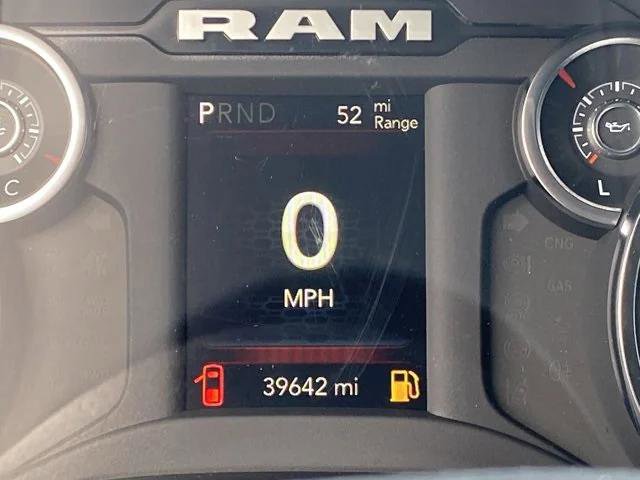 RAM
PRND 52 mi Range
0
MPH
39642 mi
C
L
CNG
GAS